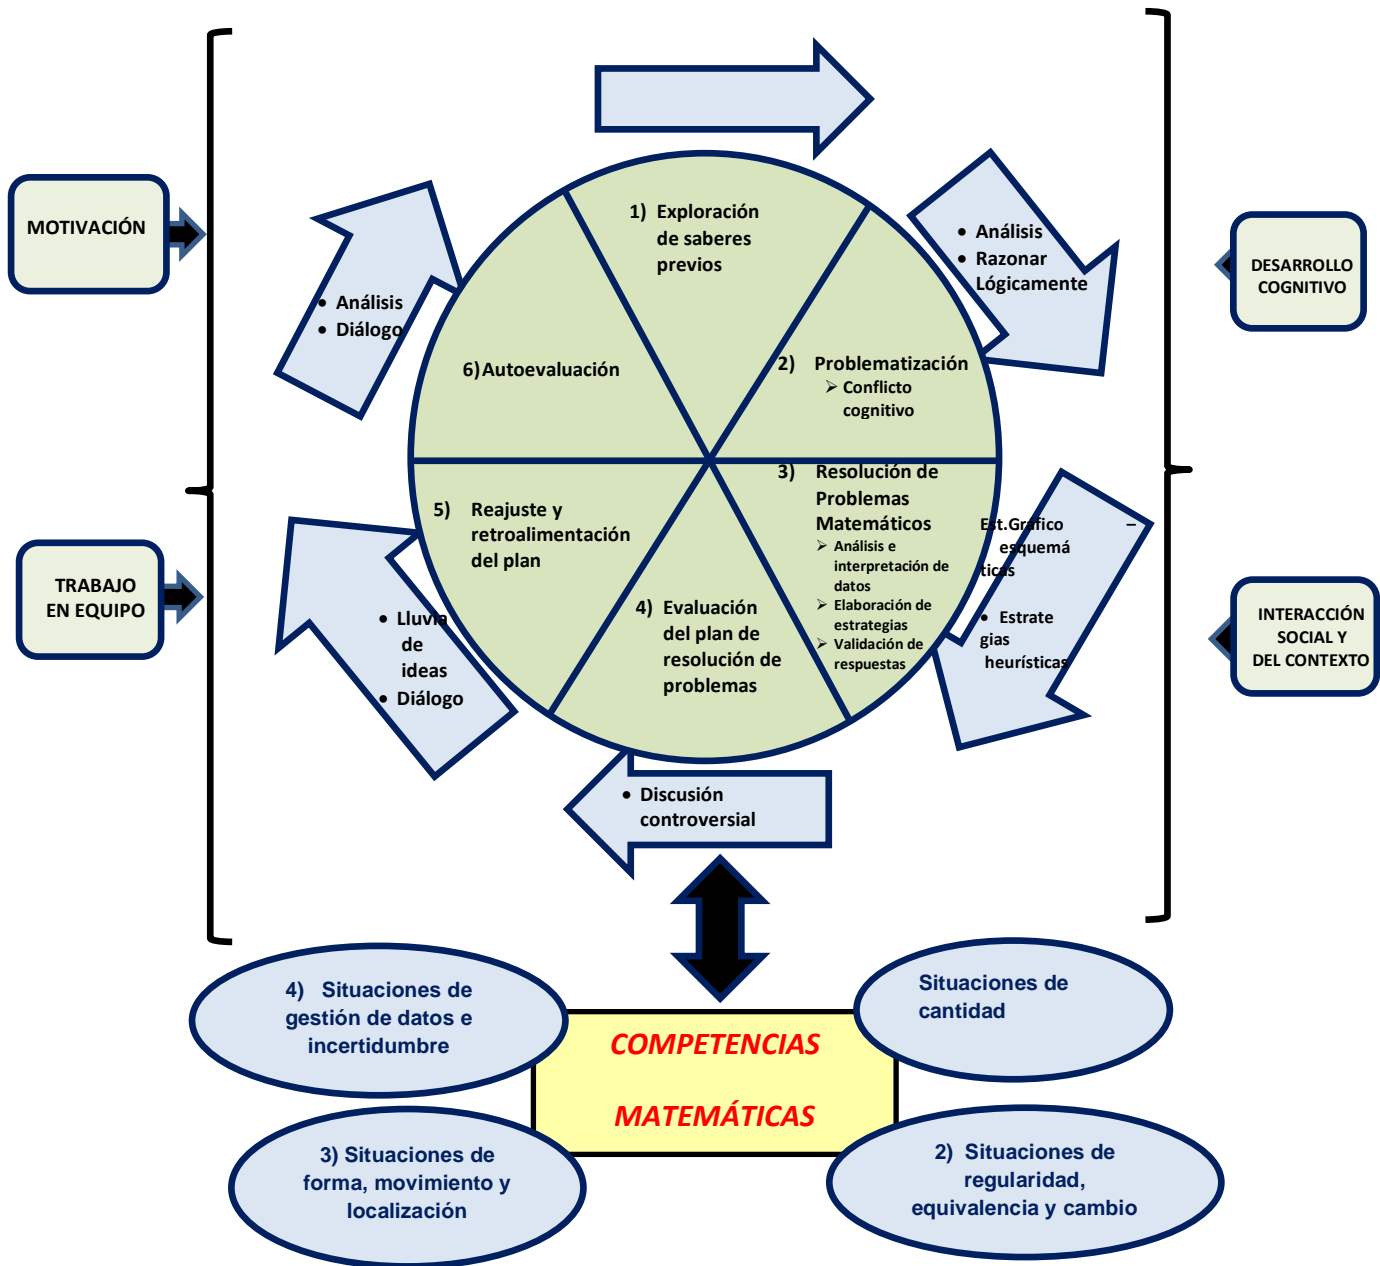 MOTIVACIÓN
TRABAJO
EN EQUIPO
1) Exploración
de saberes
previos
• Análisis
• Razonar
Lógicamente
2) Problematización
➢ Conflicto
cognitivo
3) Resolución de
Problemas
Matemáticos
➢ Análisis e
interpretación de
datos
➢ Elaboración de
estrategias
➢ Validación de
respuestas
Est.Grafico –
esquemá
ticas
• Estrate
gias
heurísticas
4) Evaluación
del plan de
resolución de
problemas
• Discusión
controversial
5) Reajuste y
retroalimentación
del plan
• Lluvia
de
ideas
• Diálogo
6)Autoevaluación
• Análisis
• Diálogo
DESARROLLO
COGNITIVO
INTERACCIÓN
SOCIAL Y
DEL CONTEXTO
COMPETENCIAS
MATEMÁTICAS
Situaciones de
cantidad
2) Situaciones de
regularidad,
equivalencia y cambio
3) Situaciones de
forma, movimiento y
localización
4) Situaciones de
gestión de datos e
incertidumbre